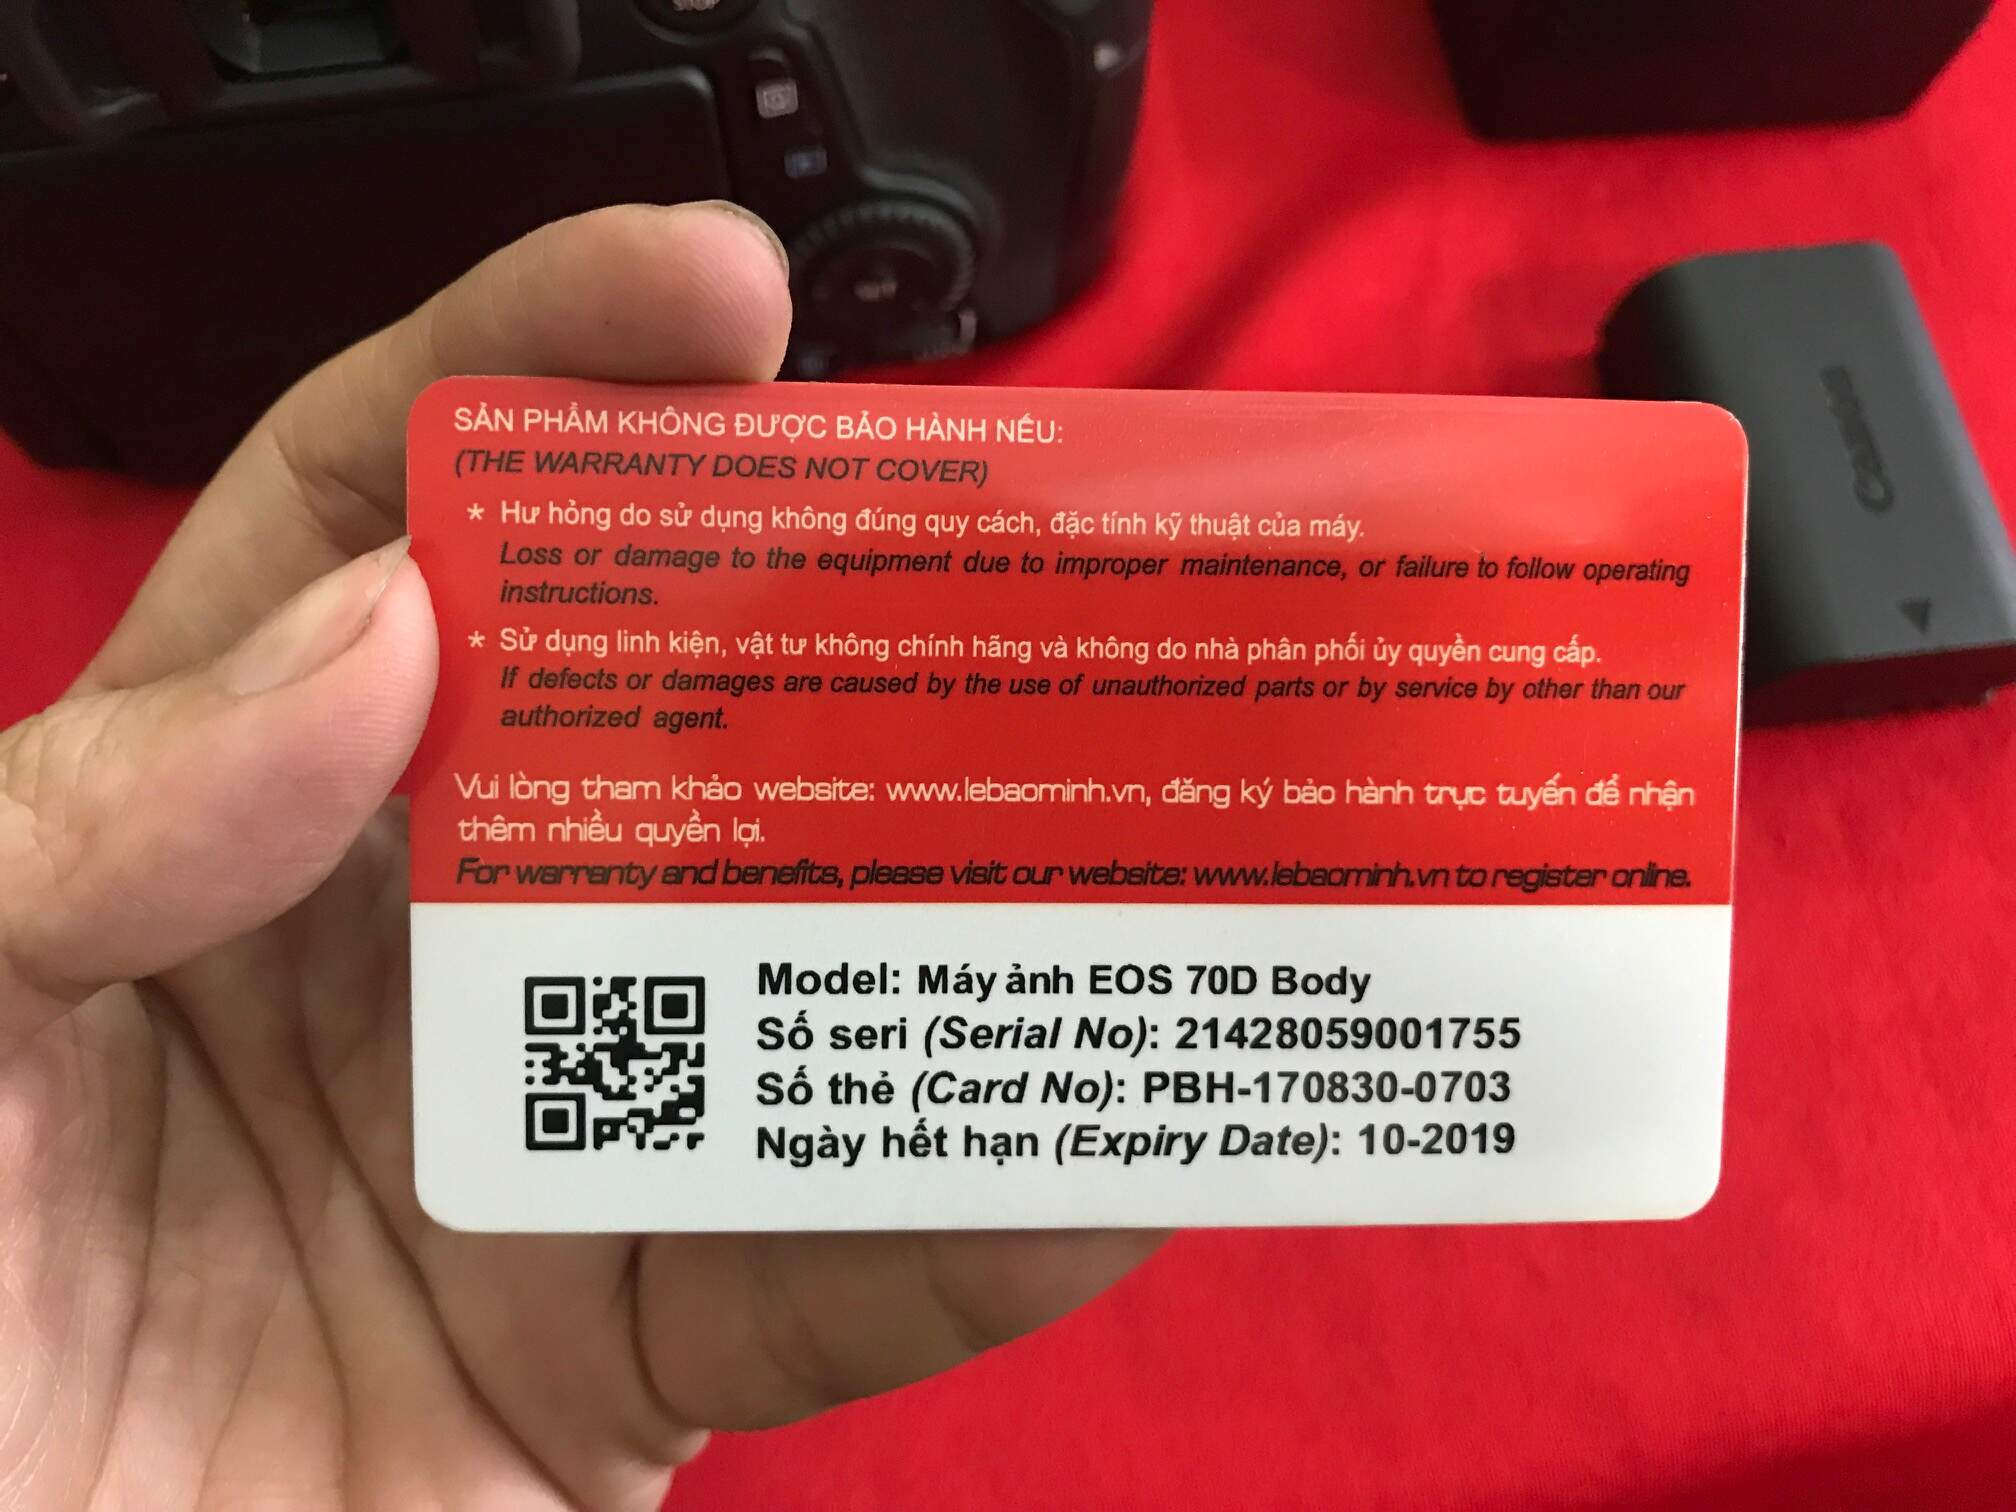 SẢN PHẨM KHÔNG ĐƯỢC BẢO HÀNH NẾU:
(THE WARRANTY DOES NOT COVER)
* Hư hỏng do sử dụng không đúng quy cách, đặc tính kỹ thuật của máy.
Loss or damage to the equipment due to improper maintenance, or failure to follow operating
instructions.
* Sử dụng linh kiện, vật tư không chính hãng và không do nhà phân phối ủy quyền cung cấp.
If defects or damages are caused by the use of unauthorized parts or by service by other than our
authorized agent.
Vui lòng tham khảo website: www.lebaominh.vn, đăng ký bảo hành trực tuyến để nhận
thêm nhiều quyền lợi.
For warranty and benefits, please visit our website: www.lebaominh.vn to register online.
Model: Máy ảnh EOS 70D Body
Số seri (Serial No): 21428059001755
Số thẻ (Card No): PBH-170830-0703
Ngày hết hạn (Expiry Date): 10-2019
Canon